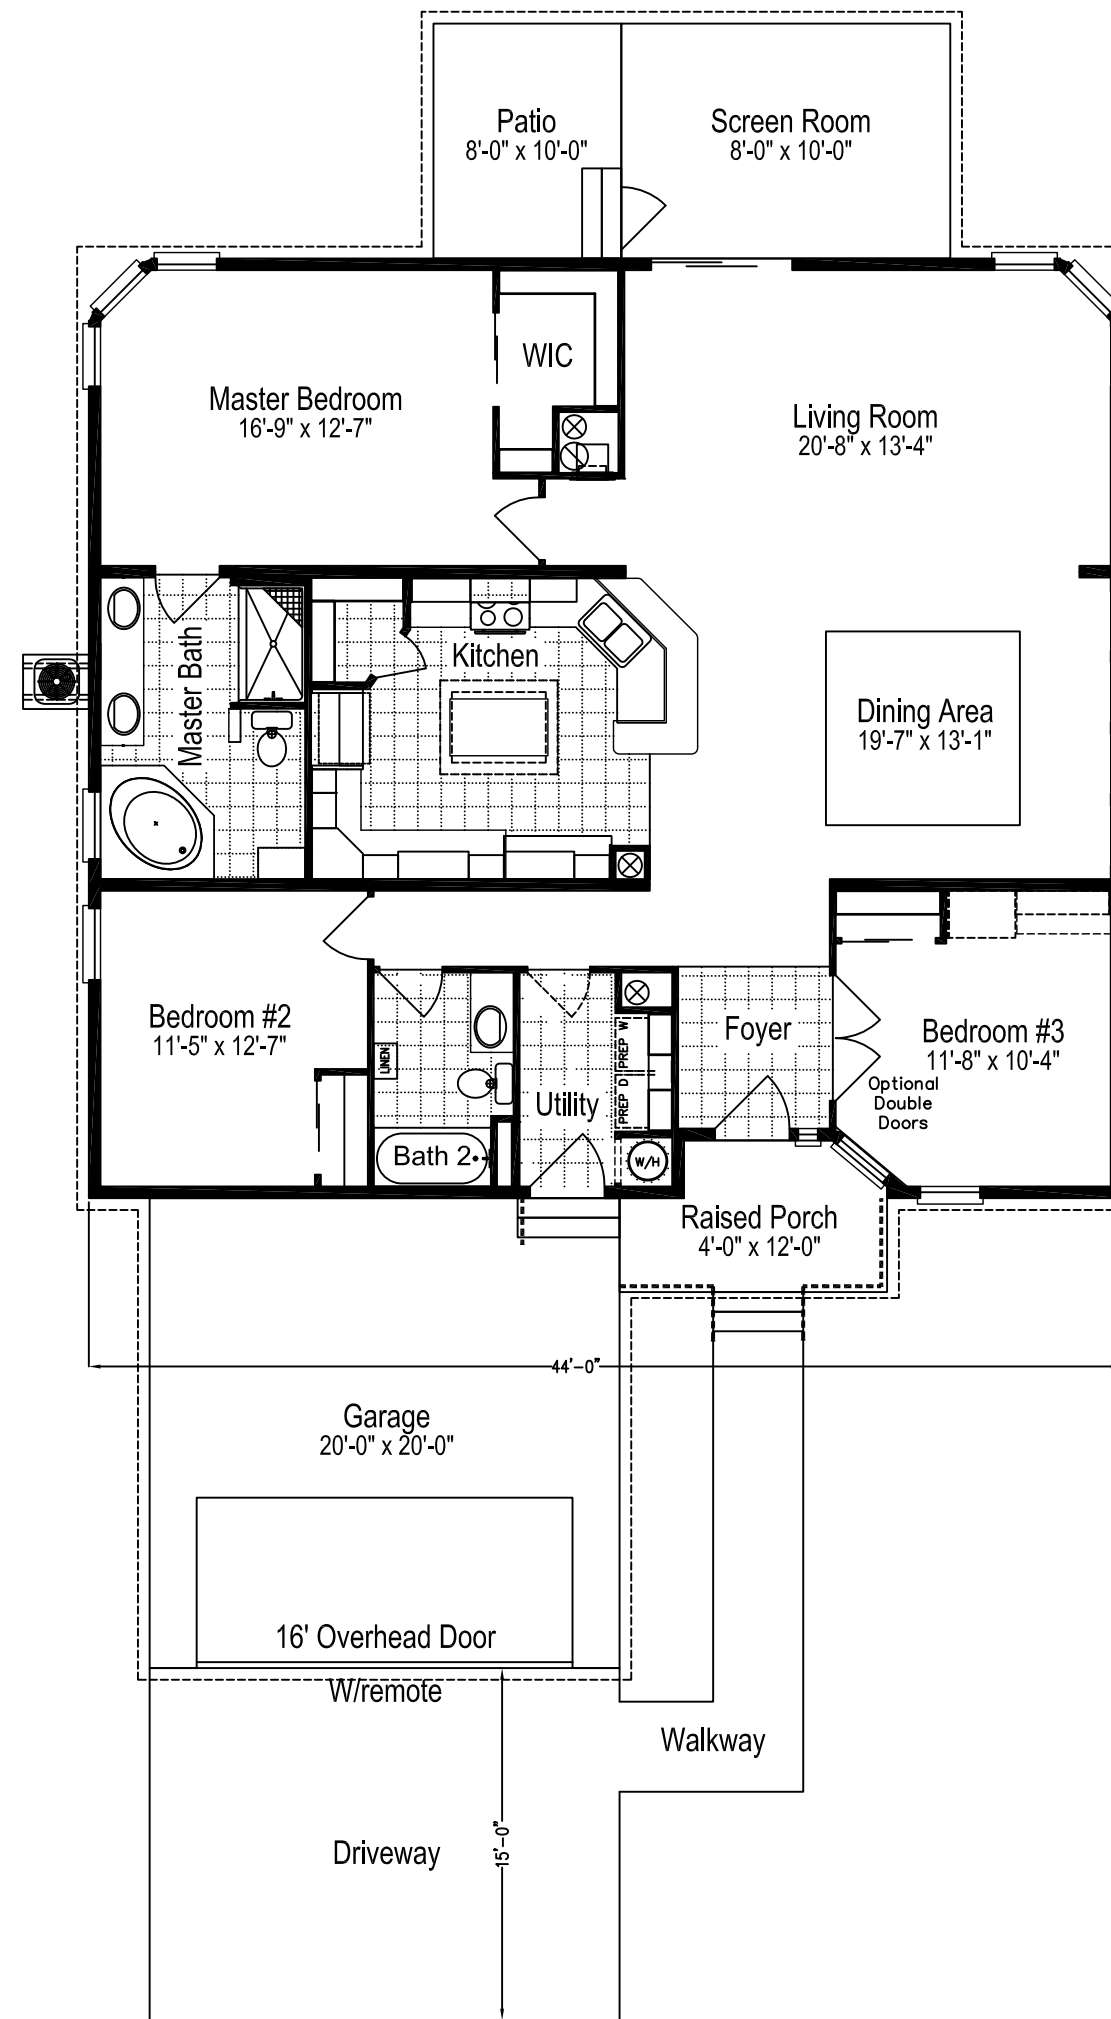 Patio
8'-0" x 10'-0"
Screen Room
8'-0" x 10'-0"
WIC
Master Bedroom
16'-9" x 12'-7"
Living Room
20'-8" x 13'-4"
Master Bath
Kitchen
Dining Area
19'-7" x 13'-1"
Bedroom #2
11'-5" x 12'-7"
LINEN
Bath 2
Utility
PREP D
PREP W
W/H
Foyer
Bedroom #3
11'-8" x 10'-4"
Optional
Double
Doors
Raised Porch
4'-0" x 12'-0"
44'-0"
Garage
20'-0" x 20'-0"
16' Overhead Door
W/remote
Walkway
Driveway
15'-0"